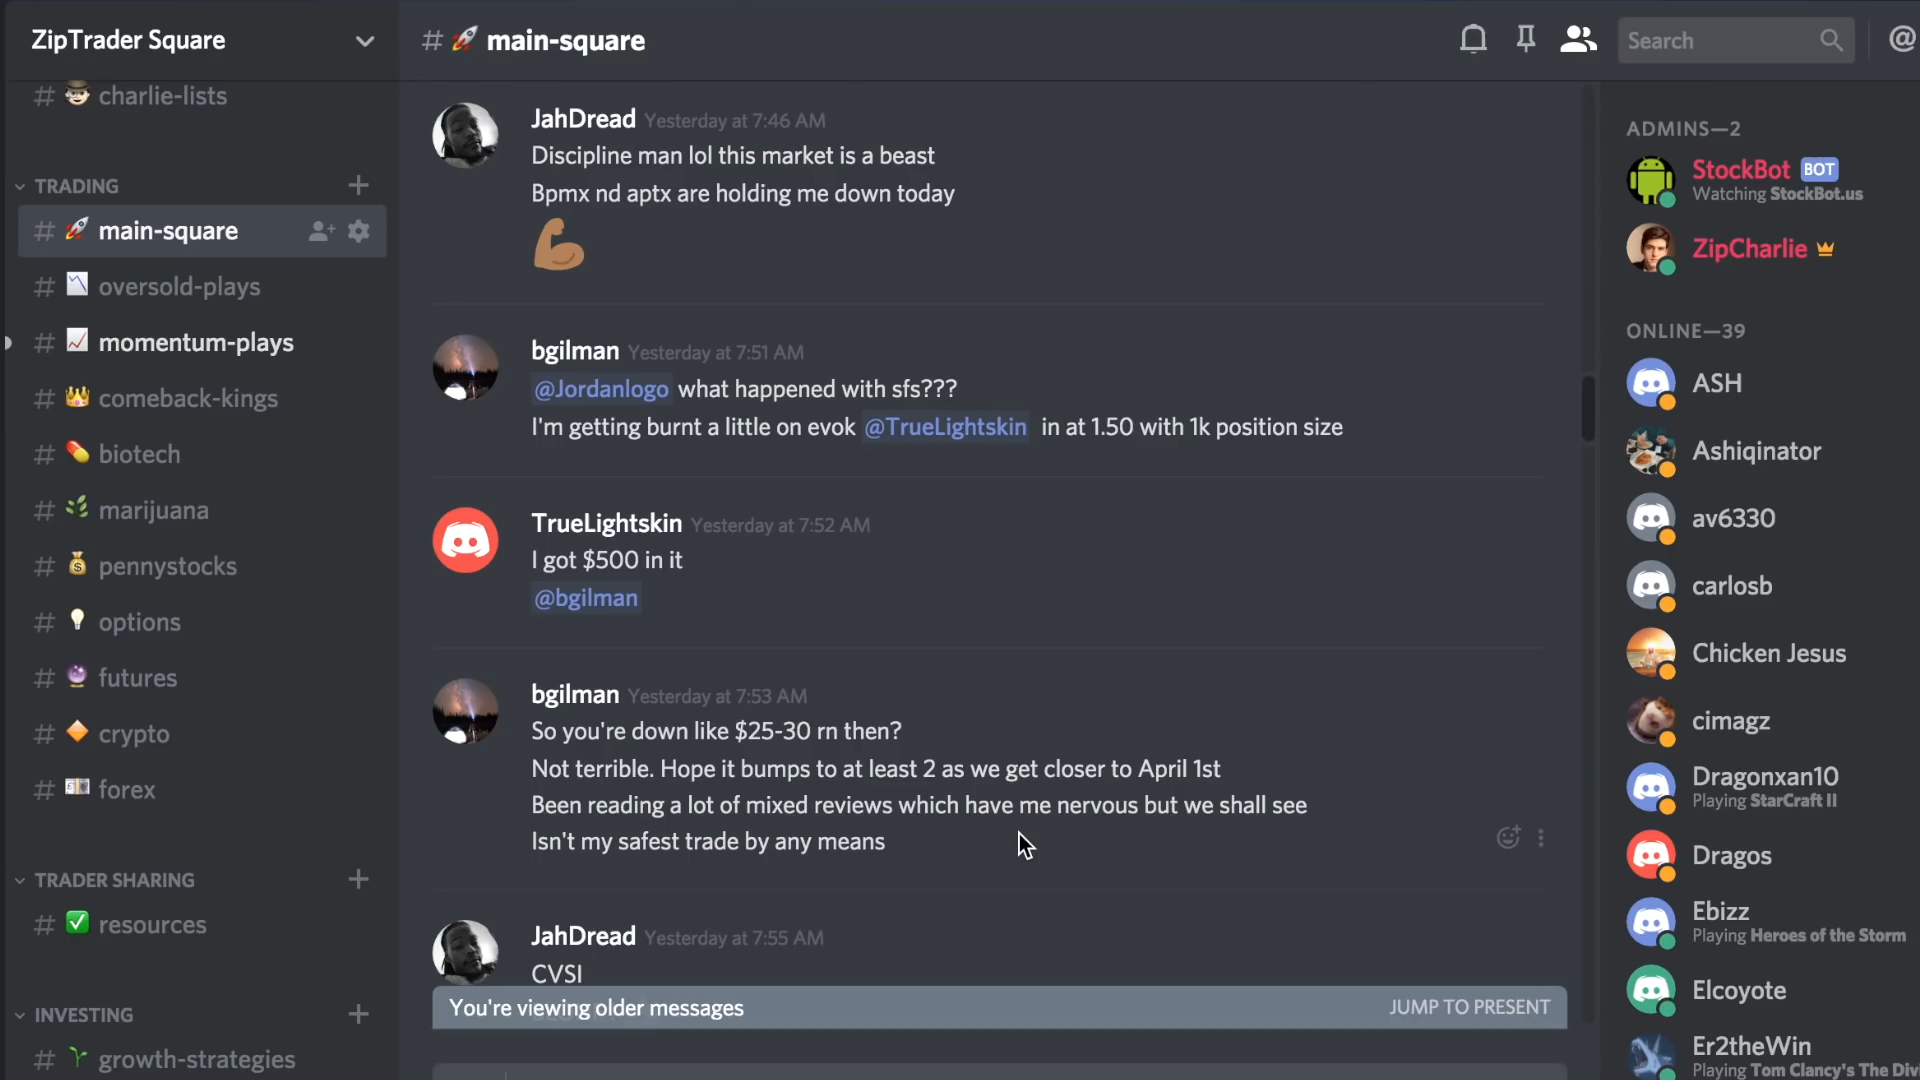 ZipTrader Square
# charlie-lists
TRADING
# main-square
# oversold-plays
# momentum-plays
# comeback-kings
# biotech
# marijuana
# pennystocks
# options
# futures
# crypto
# forex
TRADER SHARING
# resources
INVESTING
# growth-strategies
# main-square
Search
@
JahDread Yesterday at 7:46 AM
Discipline man lol this market is a beast
Bpmx nd aptx are holding me down today
bgilman Yesterday at 7:51 AM
@Jordanlogo what happened with sfs???
I'm getting burnt a little on evok @TrueLightskin in at 1.50 with 1k position size
TrueLightskin Yesterday at 7:52 AM
I got $500 in it
@bgilman
bgilman Yesterday at 7:53 AM
So you're down like $25-30 rn then?
Not terrible. Hope it bumps to at least 2 as we get closer to April 1st
Been reading a lot of mixed reviews which have me nervous but we shall see
Isn't my safest trade by any means
JahDread Yesterday at 7:55 AM
CVSI
You're viewing older messages JUMP TO PRESENT
ADMINS—2
StockBot BOT
Watching StockBot.us
ZipCharlie
ONLINE—39
ASH
Ashiqinator
av6330
carlosb
Chicken Jesus
cimagz
Dragonxan10
Playing StarCraft II
Dragos
Ebizz
Playing Heroes of the Storm
Elcoyote
Er2theWin
Playing Tom Clancy's The Div